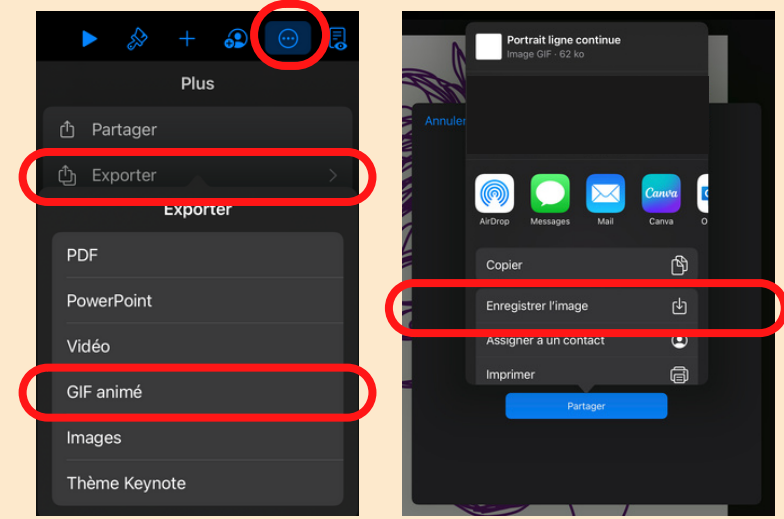 Plus
Partager
Exporter
Exporter
PDF
PowerPoint
Vidéo
GIF animé
Images
Thème Keynote
Portrait ligne continue
Image GIF · 62 ko
Annuler
Canva
AirDrop
Messages
Mail
Canva
Copier
Enregistrer l'image
Assigner à un contact
Imprimer
Partager